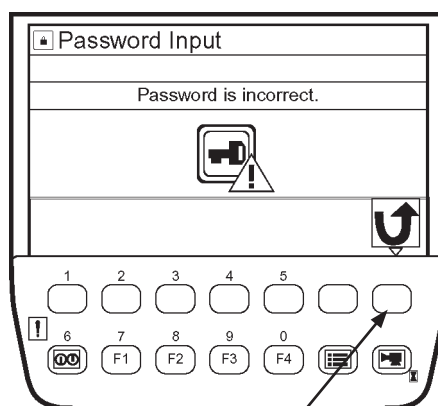 Password Input
Password is incorrect.
1 2 3 4 5
6 7 8 9 0
F1 F2 F3 F4